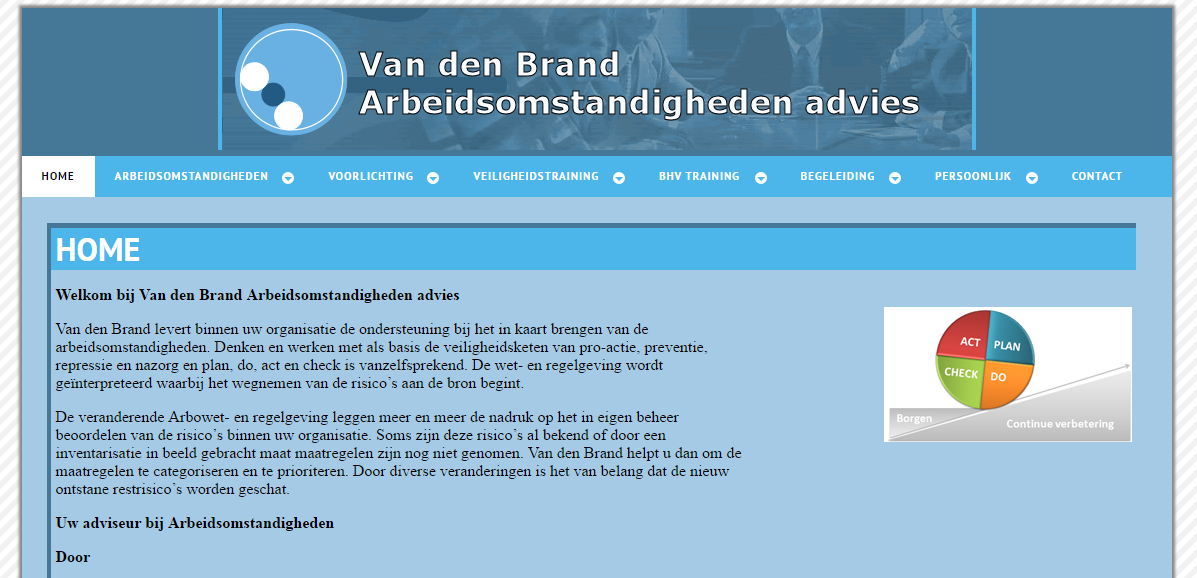 Van den Brand
Arbeidsomstandigheden advies
HOME
ARBEIDSOMSTANDIGHEDEN
VOORLICHTING
VEILIGHEIDSTRAINING
BHV TRAINING
BEGELEIDING
PERSOONLIJK
CONTACT
HOME
Welkom bij Van den Brand Arbeidsomstandigheden advies
Van den Brand levert binnen uw organisatie de ondersteuning bij het in kaart brengen van de
arbeidsomstandigheden. Denken en werken met als basis de veiligheidsketen van pro-actie, preventie,
repressie en nazorg en plan, do, act en check is vanzelfsprekend. De wet- en regelgeving wordt
geïnterpreteerd waarbij het wegnemen van de risico’s aan de bron begint.
De veranderende Arbowet- en regelgeving leggen meer en meer de nadruk op het in eigen beheer
beoordelen van de risico’s binnen uw organisatie. Soms zijn deze risico’s al bekend of door een
inventarisatie in beeld gebracht maat maatregelen zijn nog niet genomen. Van den Brand helpt u dan om de
maatregelen te categoriseren en te prioriteren. Door diverse veranderingen is het van belang dat de nieuw
ontstane restrisico’s worden geschat.
Uw adviseur bij Arbeidsomstandigheden
Door
ACT
PLAN
CHECK
DO
Borgen
Continue verbetering